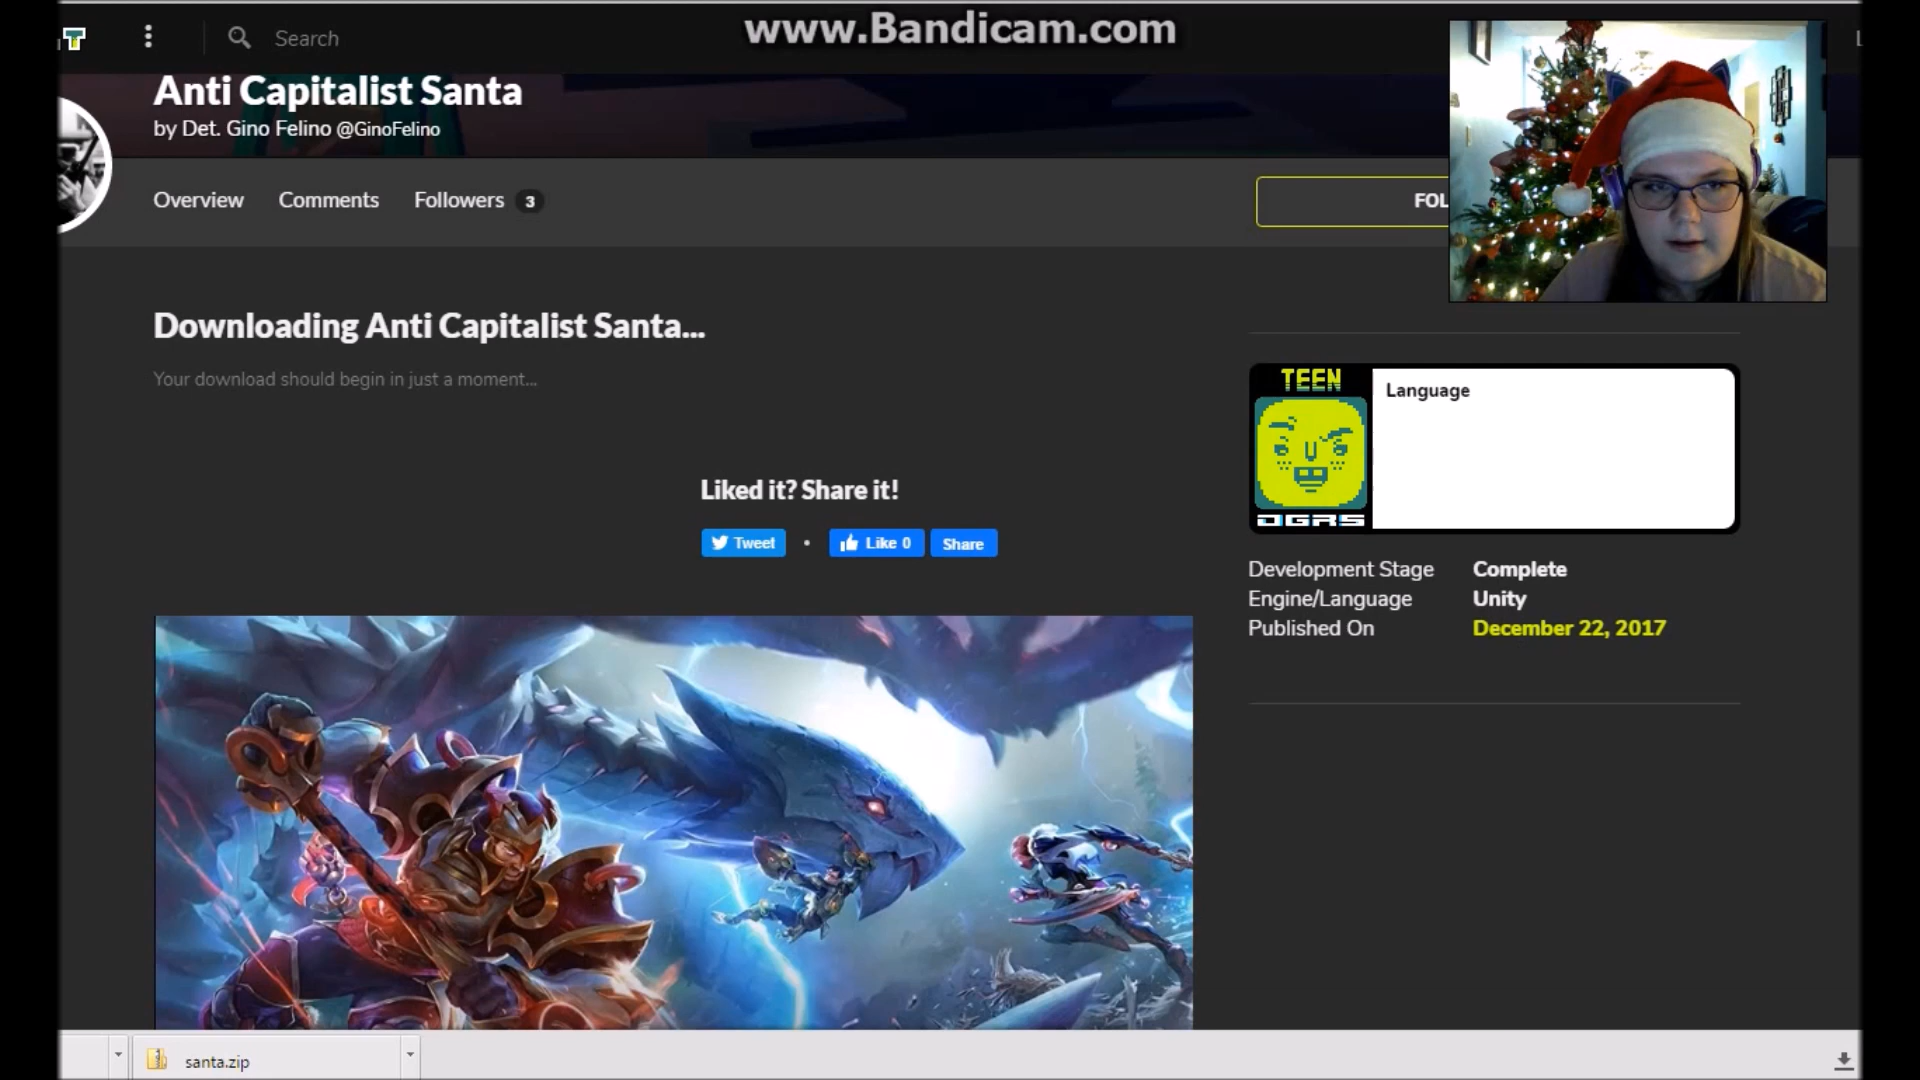 www.Bandicam.com
Search
Anti Capitalist Santa
by Det. Gino Felino @GinoFelino
Overview
Comments
Followers 3
FOL
Downloading Anti Capitalist Santa...
Your download should begin in just a moment...
Liked it? Share it!
Tweet
•
Like 0
Share
TEEN
Language
DGRS
Development Stage Complete
Engine/Language Unity
Published On December 22, 2017
santa.zip